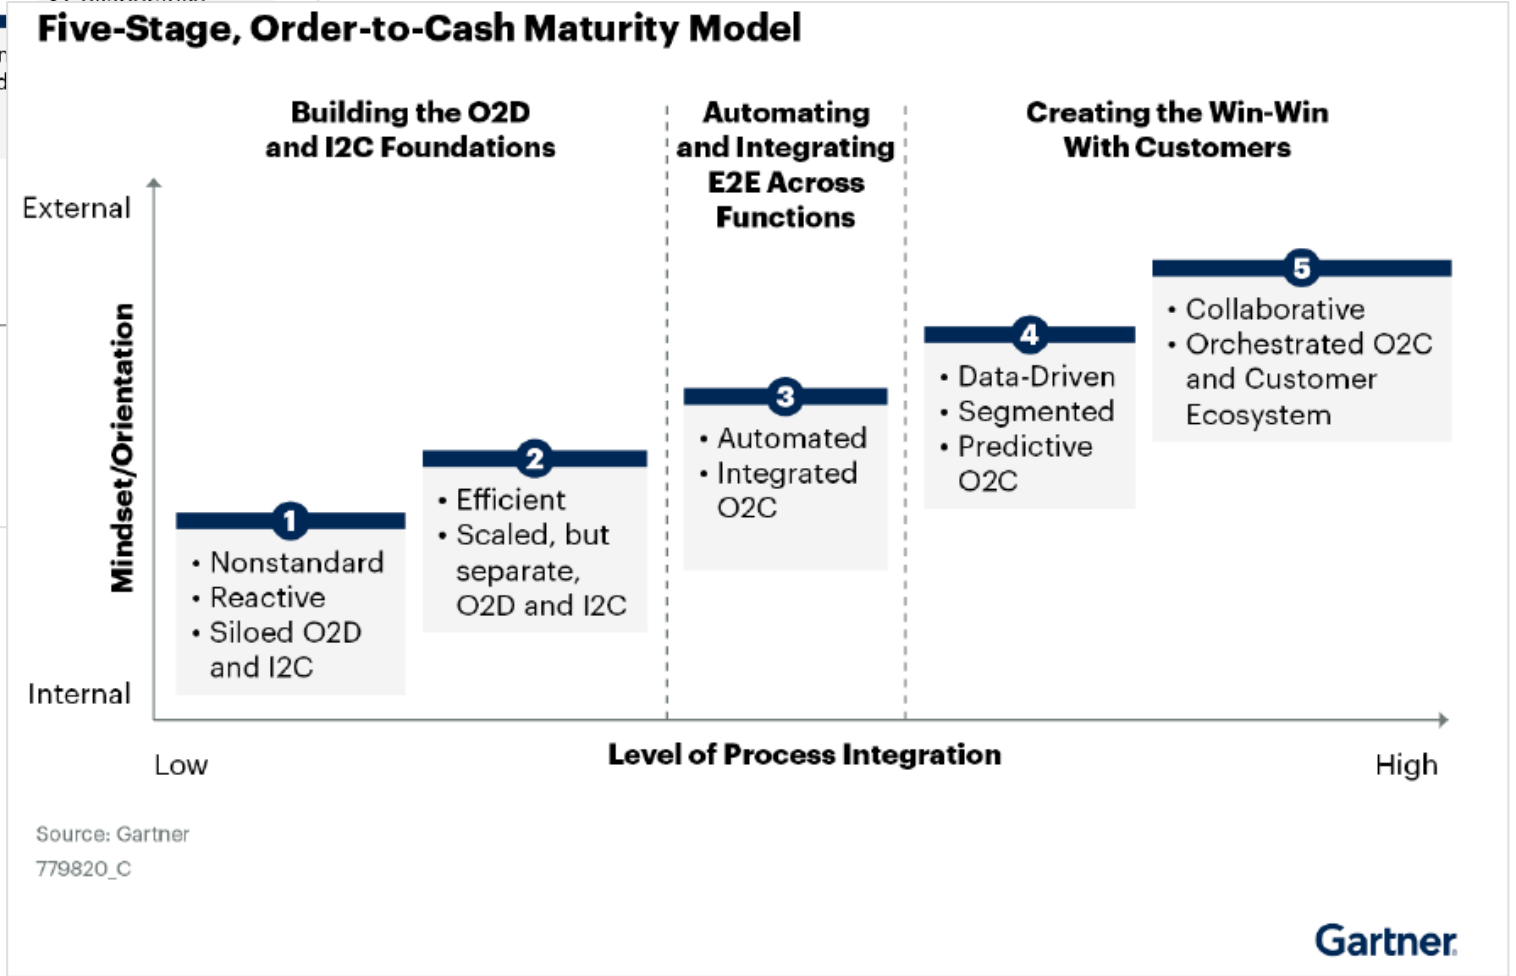 Five-Stage, Order-to-Cash Maturity Model
Building the O2D
and I2C Foundations
Automating
and Integrating
E2E Across
Functions
Creating the Win-Win
With Customers
External
Mindset/Orientation
Internal
1
• Nonstandard
• Reactive
• Siloed O2D
and I2C
2
• Efficient
• Scaled, but
separate,
O2D and I2C
3
• Automated
• Integrated
O2C
4
• Data-Driven
• Segmented
• Predictive
O2C
5
• Collaborative
• Orchestrated O2C
and Customer
Ecosystem
Low
Level of Process Integration
High
Source: Gartner
779820_C
Gartner.